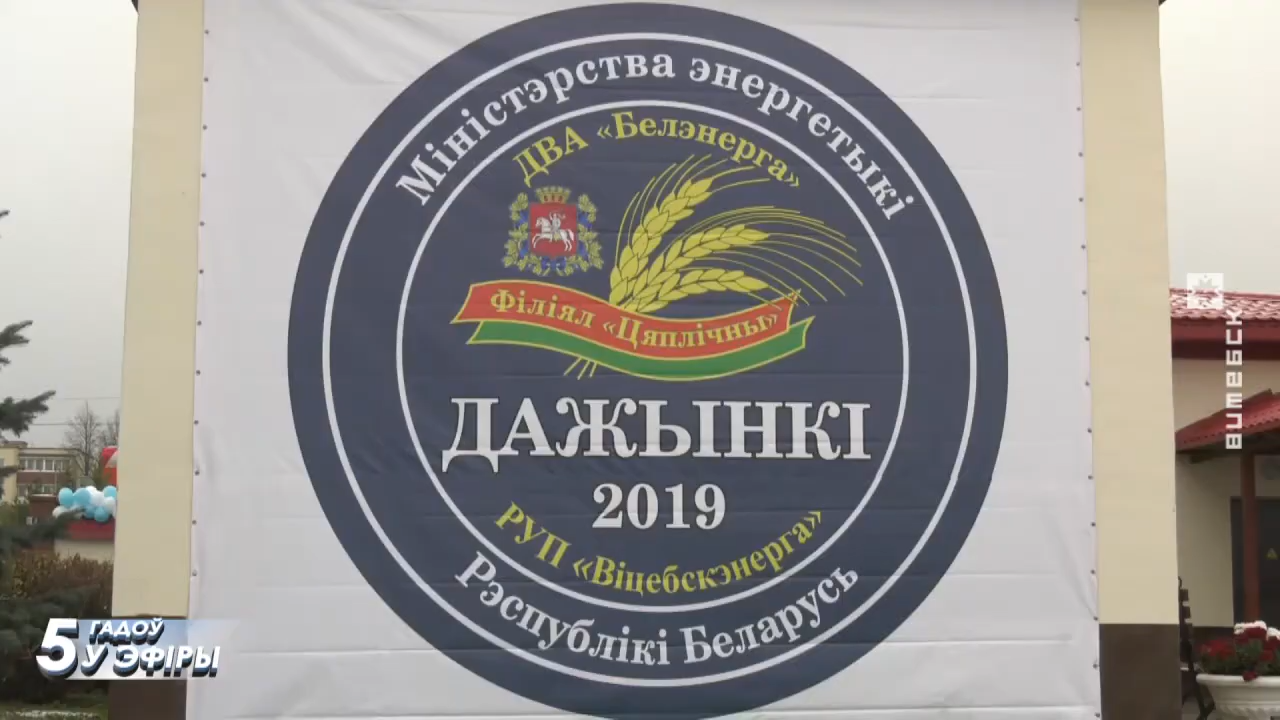 Міністэрства энергетыкі
ДВА «Белэнерга»
Філіял «Цяплічны»
ДАЖЫНКІ
2019
РУП «Віцебскэнерга»
Рэспублікі Беларусь
ВИТЕБСК
5 ГАДОЎ
У ЭФІРЫ